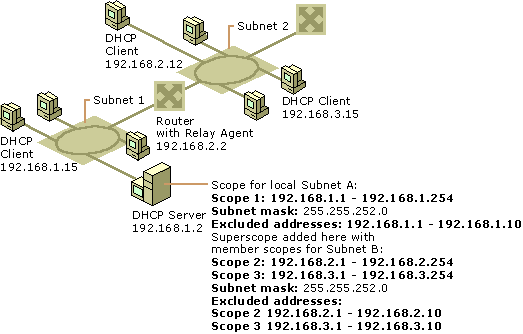 Subnet 2
DHCP
Client
192.168.2.12
Subnet 1
DHCP Client
192.168.3.15
Router
with Relay Agent
192.168.2.2
DHCP
Client
192.168.1.15
DHCP Server
192.168.1.2
Scope for local Subnet A:
Scope 1: 192.168.1.1 - 192.168.1.254
Subnet mask: 255.255.252.0
Excluded addresses: 192.168.1.1 - 192.168.1.10
Superscope added here with
member scopes for Subnet B:
Scope 2: 192.168.2.1 - 192.168.2.254
Scope 3: 192.168.3.1 - 192.168.3.254
Subnet mask: 255.255.252.0
Excluded addresses:
Scope 2 192.168.2.1 - 192.168.2.10
Scope 3 192.168.3.1 - 192.168.3.10